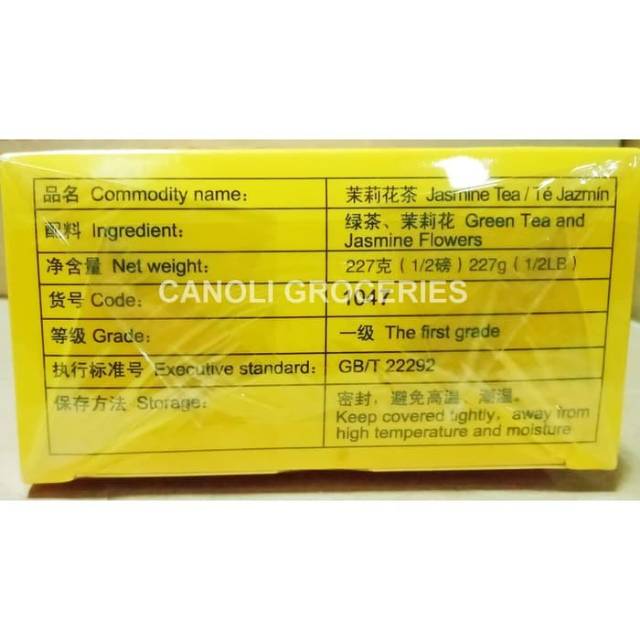 品名 Commodity name: 茉莉花茶 Jasmine Tea / Té Jazmín
配料 Ingredient: 绿茶、茉莉花 Green Tea and
Jasmine Flowers
净含量 Net weight: 227克(1/2磅)227g(1/2LB)
货号 Code: 1047
CANOLI GROCERIES
等级 Grade: 一级 The first grade
执行标准号 Executive standard: GB/T 22292
保存方法 Storage: 密封,避免高温、潮湿。
Keep covered tightly, away from
high temperature and moisture